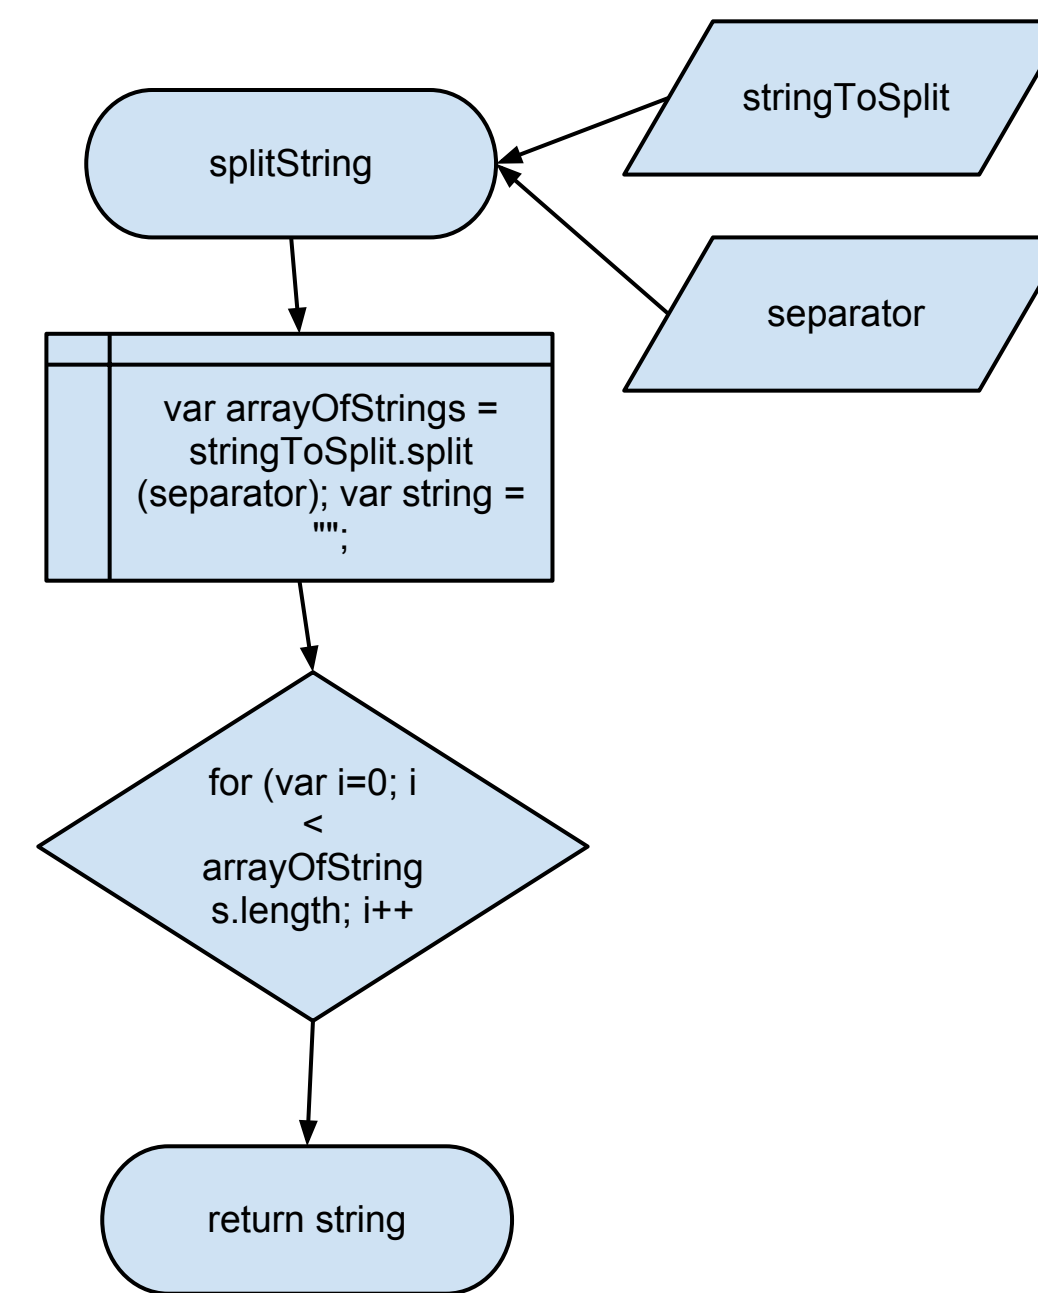 stringToSplit
splitString
separator
var arrayOfStrings =
stringToSplit.split
(separator); var string =
"";
for (var i=0; i
<
arrayOfString
s.length; i++
return string